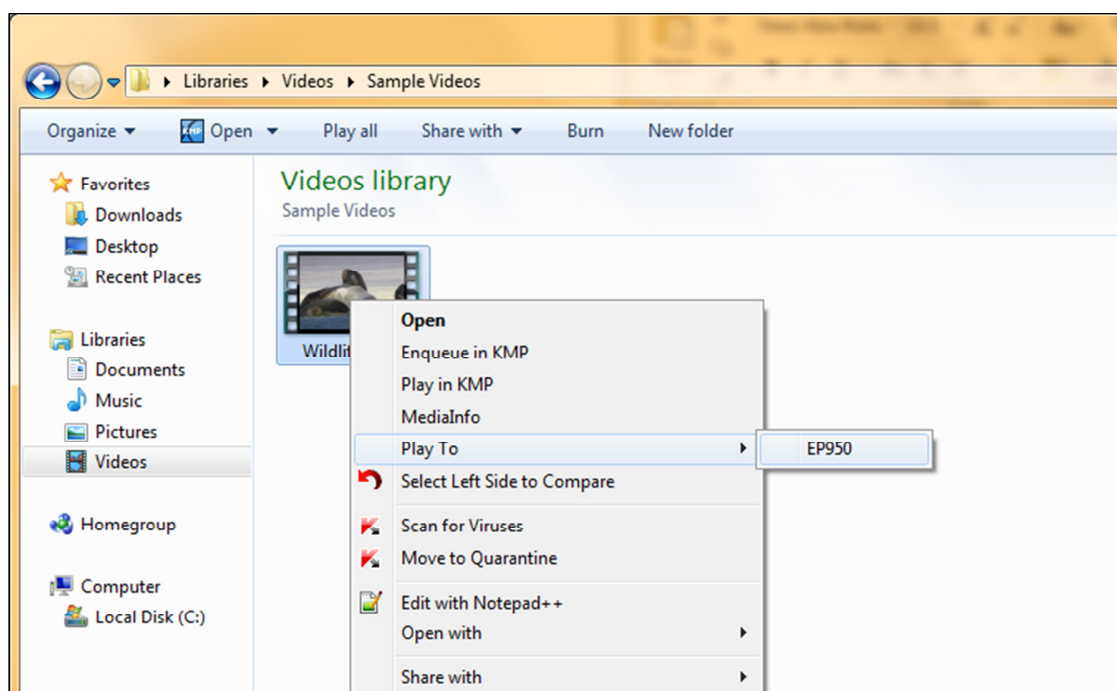 Libraries Videos Sample Videos
Organize KMP Open Play all Share with Burn New folder
Favorites
Downloads
Desktop
Recent Places
Libraries
Documents
Music
Pictures
Videos
Homegroup
Computer
Local Disk (C:)
Videos library
Sample Videos
Wildlif
Open
Enqueue in KMP
Play in KMP
MediaInfo
Play To
EP950
Select Left Side to Compare
Scan for Viruses
Move to Quarantine
Edit with Notepad++
Open with
Share with